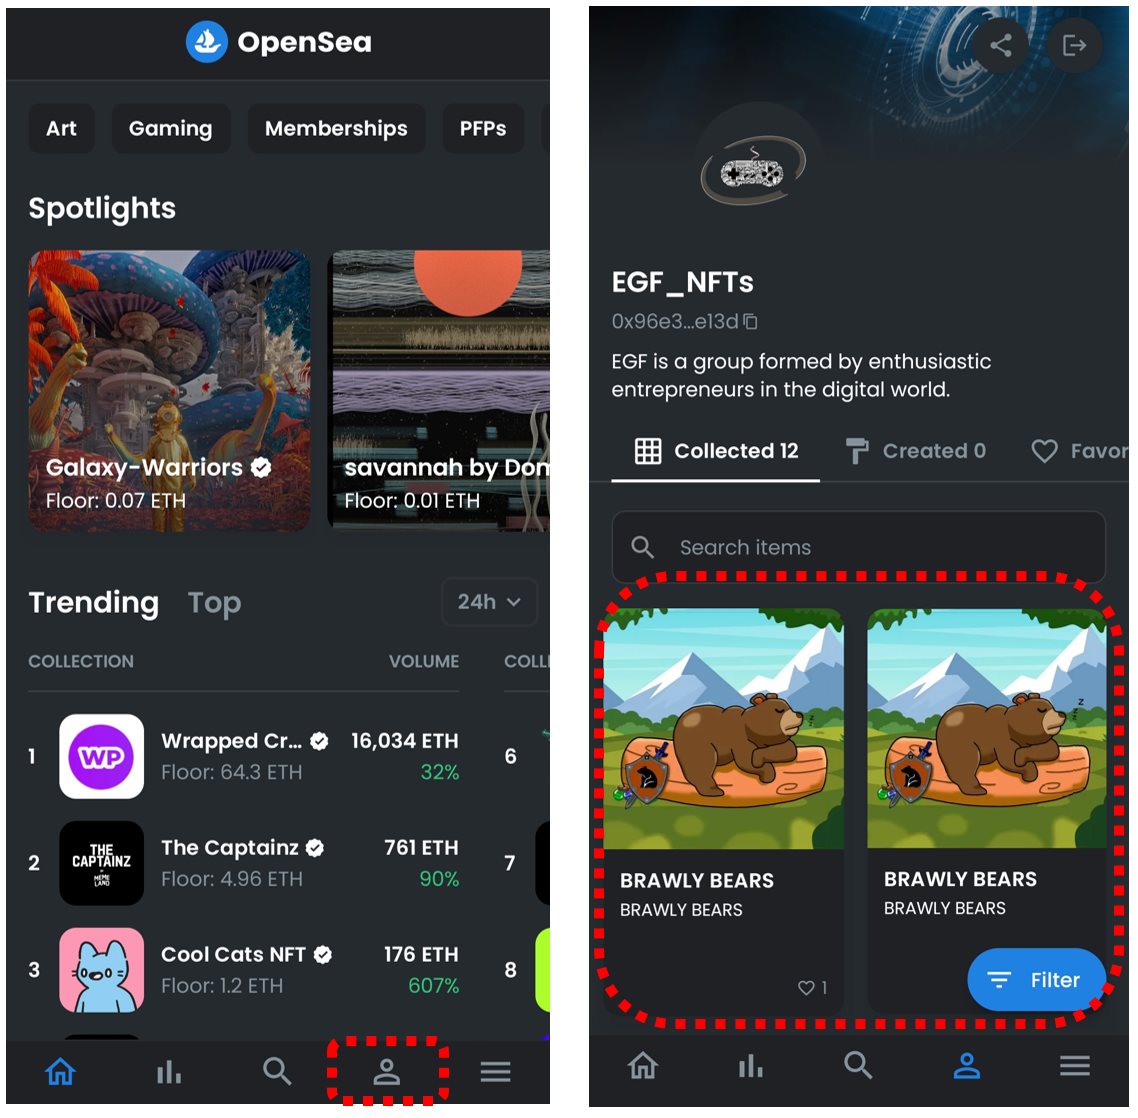 OpenSea
Art Gaming Memberships PFPs
Spotlights
Galaxy-Warriors
Floor: 0.07 ETH
savannah by Dom
Floor: 0.01 ETH
Trending Top 24h
COLLECTION VOLUME COLL
1 Wrapped Cr... 16,034 ETH 6
Floor: 64.3 ETH 32%
WP
2 The Captainz 761 ETH 7
Floor: 4.96 ETH 90%
THE
CAPTAINZ
BY
MEME
LAND
3 Cool Cats NFT 176 ETH 8
Floor: 1.2 ETH 607%
EGF_NFTs
0x96e3...e13d
EGF is a group formed by enthusiastic
entrepreneurs in the digital world.
Collected 12 Created 0 Favor
Search items
z z z
BRAWLY BEARS
BRAWLY BEARS
1
z z z
BRAWLY BEARS
BRAWLY BEARS
Filter